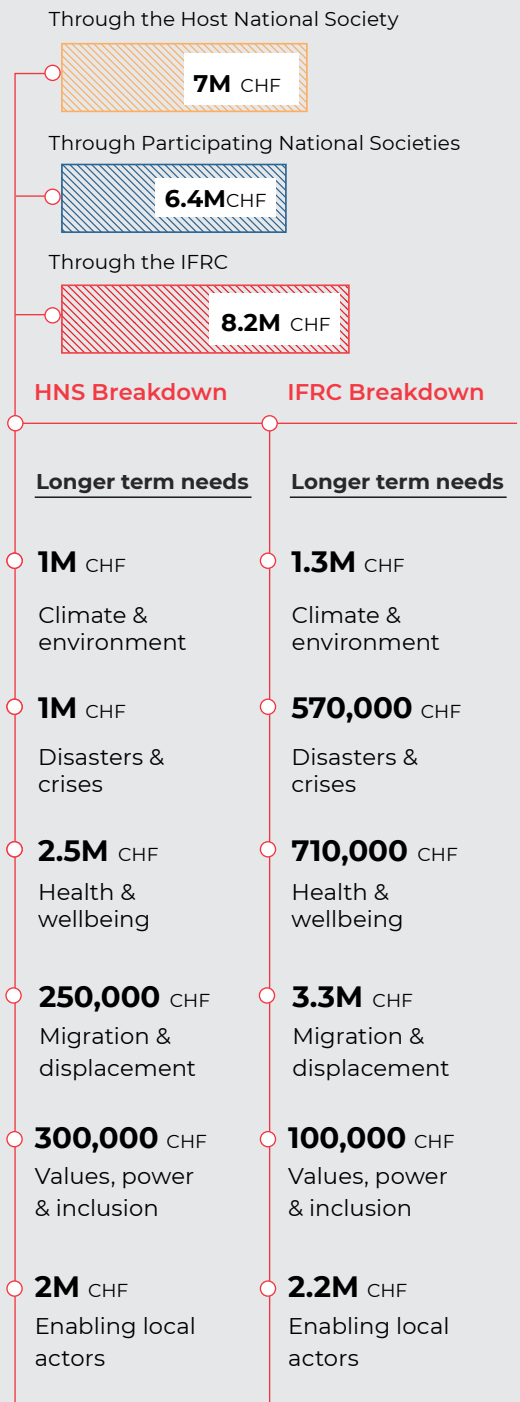 Through the Host National Society
7M CHF
Through Participating National Societies
6.4MCHF
Through the IFRC
8.2M CHF
HNS Breakdown
IFRC Breakdown
Longer term needs
Longer term needs
1M CHF
Climate &
environment
1.3M CHF
Climate &
environment
1M CHF
Disasters &
crises
570,000 CHF
Disasters &
crises
2.5M CHF
Health &
wellbeing
710,000 CHF
Health &
wellbeing
250,000 CHF
Migration &
displacement
3.3M CHF
Migration &
displacement
300,000 CHF
Values, power
& inclusion
100,000 CHF
Values, power
& inclusion
2M CHF
Enabling local
actors
2.2M CHF
Enabling local
actors